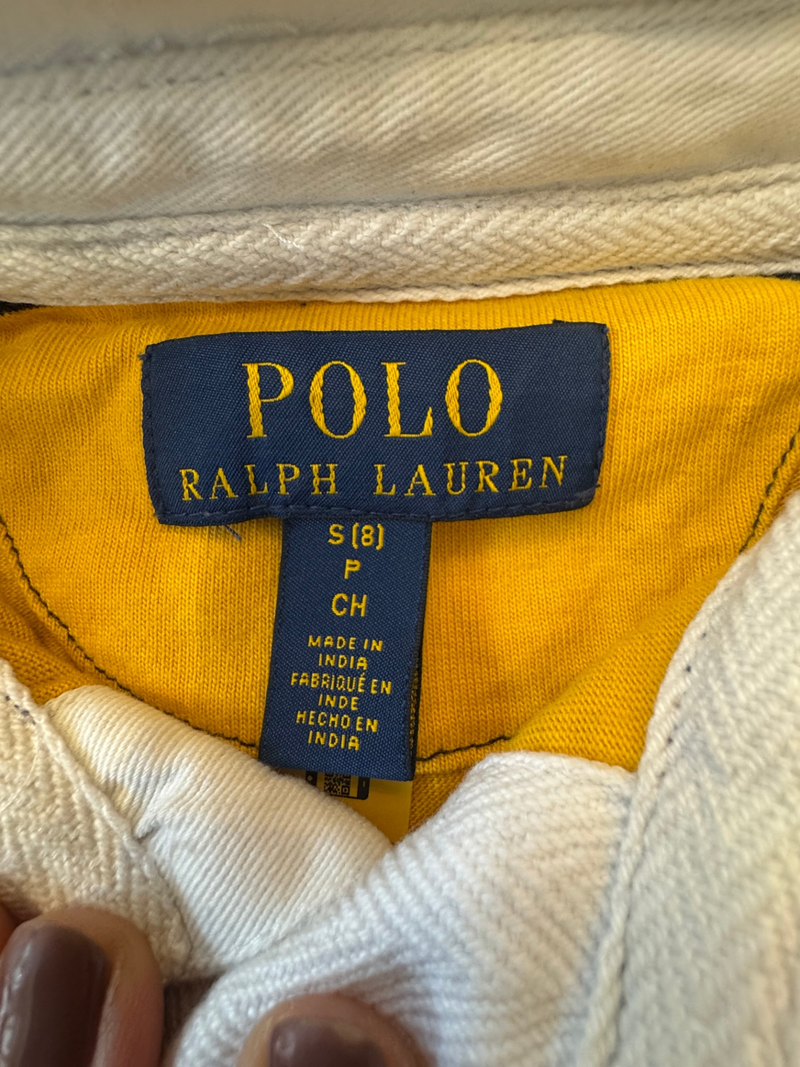 POLO
RALPH LAUREN
S (8)
P
CH
MADE IN
INDIA
FABRIQUÉ EN
INDE
HECHO EN
INDIA